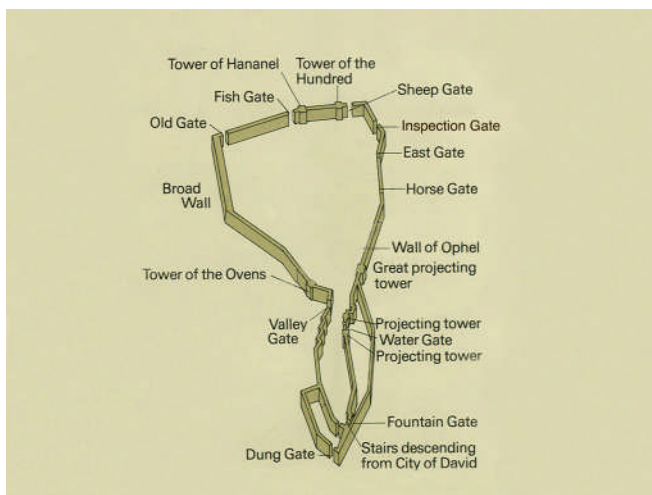 Tower of Hananel
Tower of the
Hundred
Fish Gate
Sheep Gate
Old Gate
Inspection Gate
East Gate
Broad
Wall
Horse Gate
Wall of Ophel
Tower of the Ovens
Great projecting
tower
Valley
Gate
Projecting tower
Water Gate
Projecting tower
Fountain Gate
Dung Gate
Stairs descending
from City of David